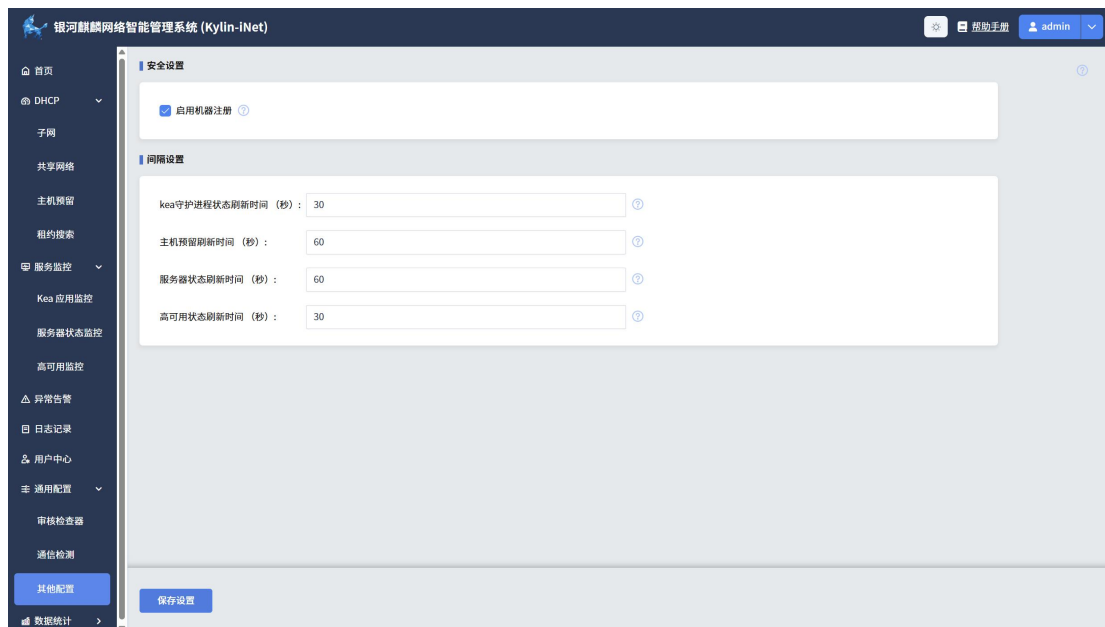 银河麒麟网络智能管理系统 (Kylin-iNet)
帮助手册
admin
首页
DHCP
子网
共享网络
主机预留
租约搜索
服务监控
Kea 应用监控
服务器状态监控
高可用监控
异常告警
日志记录
用户中心
通用配置
审核检查器
通信检测
其他配置
数据统计
安全设置
启用机器注册
间隔设置
kea守护进程状态刷新时间 （秒）: 30
主机预留刷新时间 （秒）: 60
服务器状态刷新时间 （秒）: 60
高可用状态刷新时间 （秒）: 30
保存设置